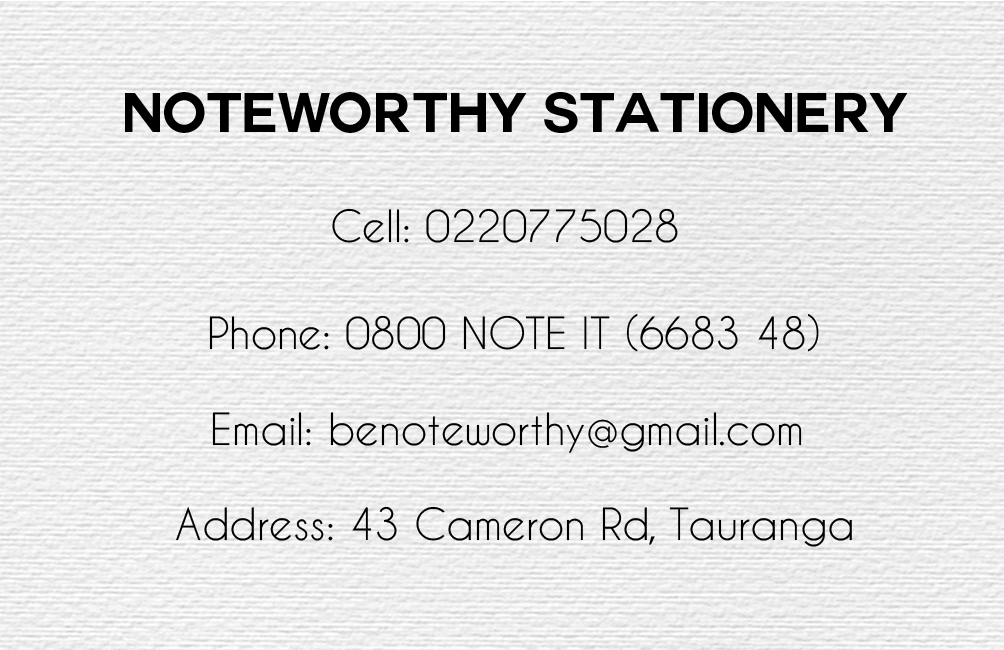 NOTEWORTHY STATIONERY
Cell: 0220775028
Phone: 0800 NOTE IT (6683 48)
Email: benoteworthy@gmail.com
Address: 43 Cameron Rd, Tauranga